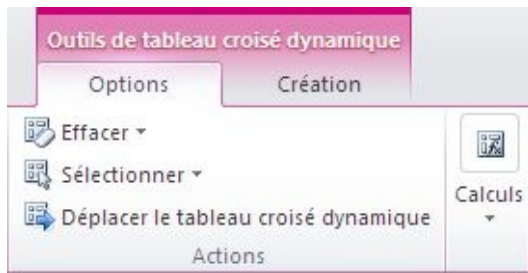 Outils de tableau croisé dynamique
Options
Création
Effacer
Sélectionner
Déplacer le tableau croisé dynamique
Actions
Calculs